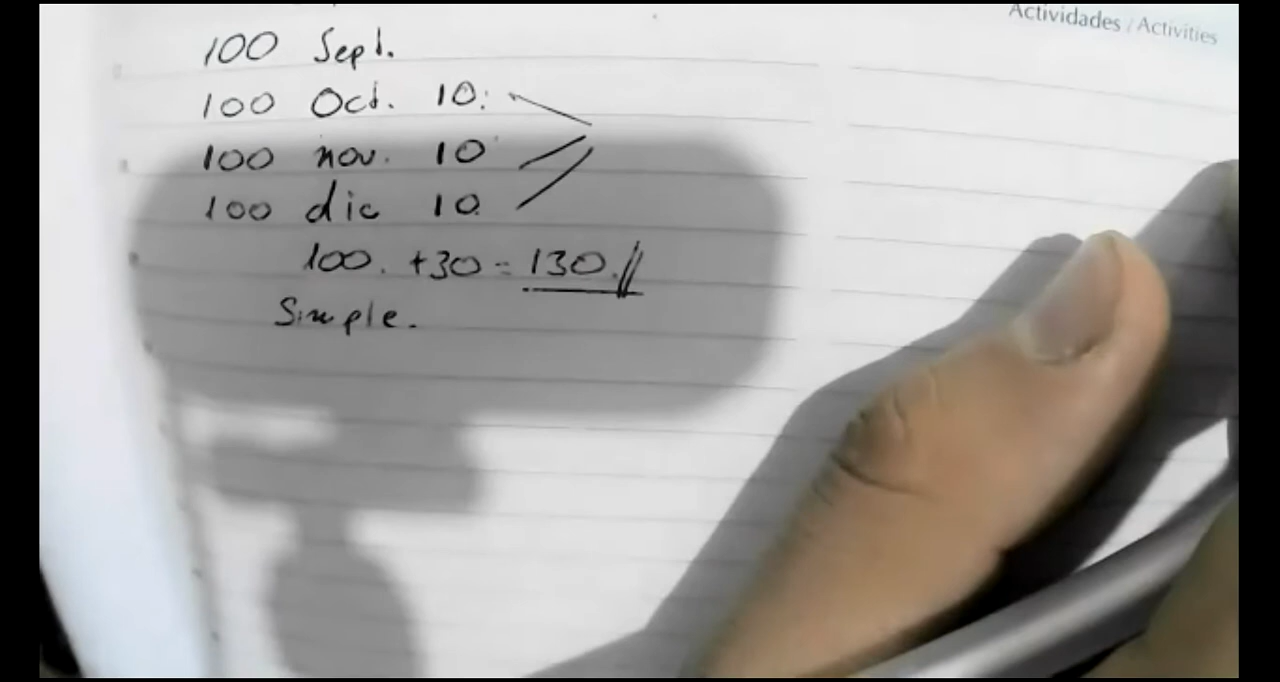 Actividades / Activities
100 Sept.
100 Oct. 10.
100 nov. 10
100 dic 10.
100. +30 = 130.//
Simple.